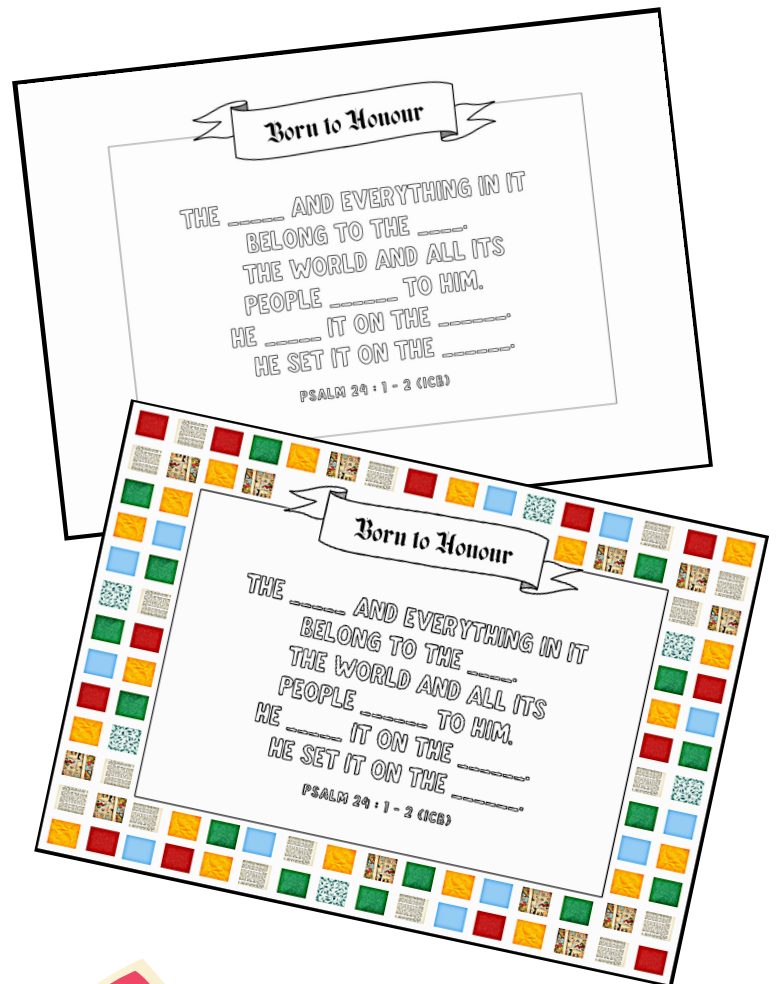 Born to Honour
THE _____ AND EVERYTHING IN IT
BELONG TO THE ____.
THE WORLD AND ALL ITS
PEOPLE ______ TO HIM.
HE _____ IT ON THE ______.
HE SET IT ON THE ______.
PSALM 24 : 1 - 2 (ICB)
Born to Honour
THE _____ AND EVERYTHING IN IT
BELONG TO THE ____.
THE WORLD AND ALL ITS
PEOPLE ______ TO HIM.
HE _____ IT ON THE ______.
HE SET IT ON THE ______.
PSALM 24 : 1 - 2 (ICB)